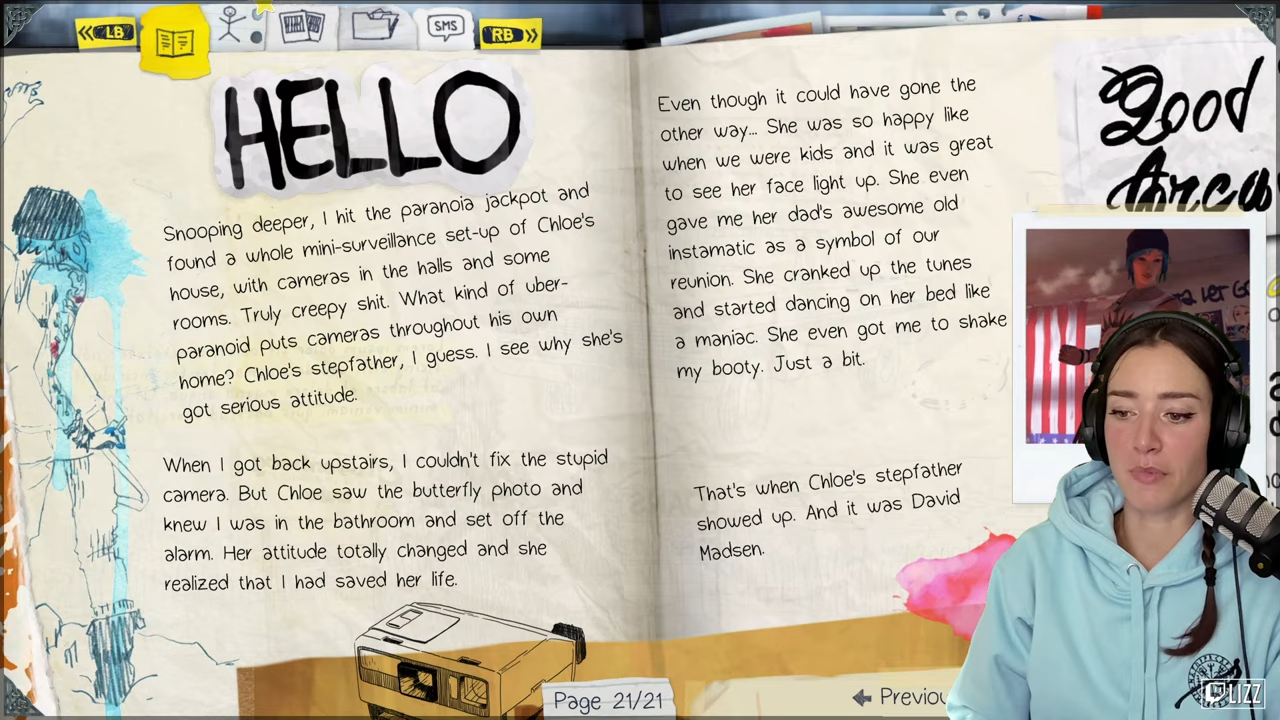 LB
SMS
RB
HELLO
Snooping deeper, I hit the paranoia jackpot and
found a whole mini-surveillance set-up of Chloe's
house, with cameras in the halls and some
rooms. Truly creepy shit. What kind of uber-
paranoid puts cameras throughout his own
home? Chloe's stepfather, I guess. I see why she's
got serious attitude.
When I got back upstairs, I couldn't fix the stupid
camera. But Chloe saw the butterfly photo and
knew I was in the bathroom and set off the
alarm. Her attitude totally changed and she
realized that I had saved her life.
Even though it could have gone the
other way... She was so happy like
when we were kids and it was great
to see her face light up. She even
gave me her dad's awesome old
instamatic as a symbol of our
reunion. She cranked up the tunes
and started dancing on her bed like
a maniac. She even got me to shake
my booty. Just a bit.
That's when Chloe's stepfather
showed up. And it was David
Madsen.
Good
Page 21/21
LIZZ